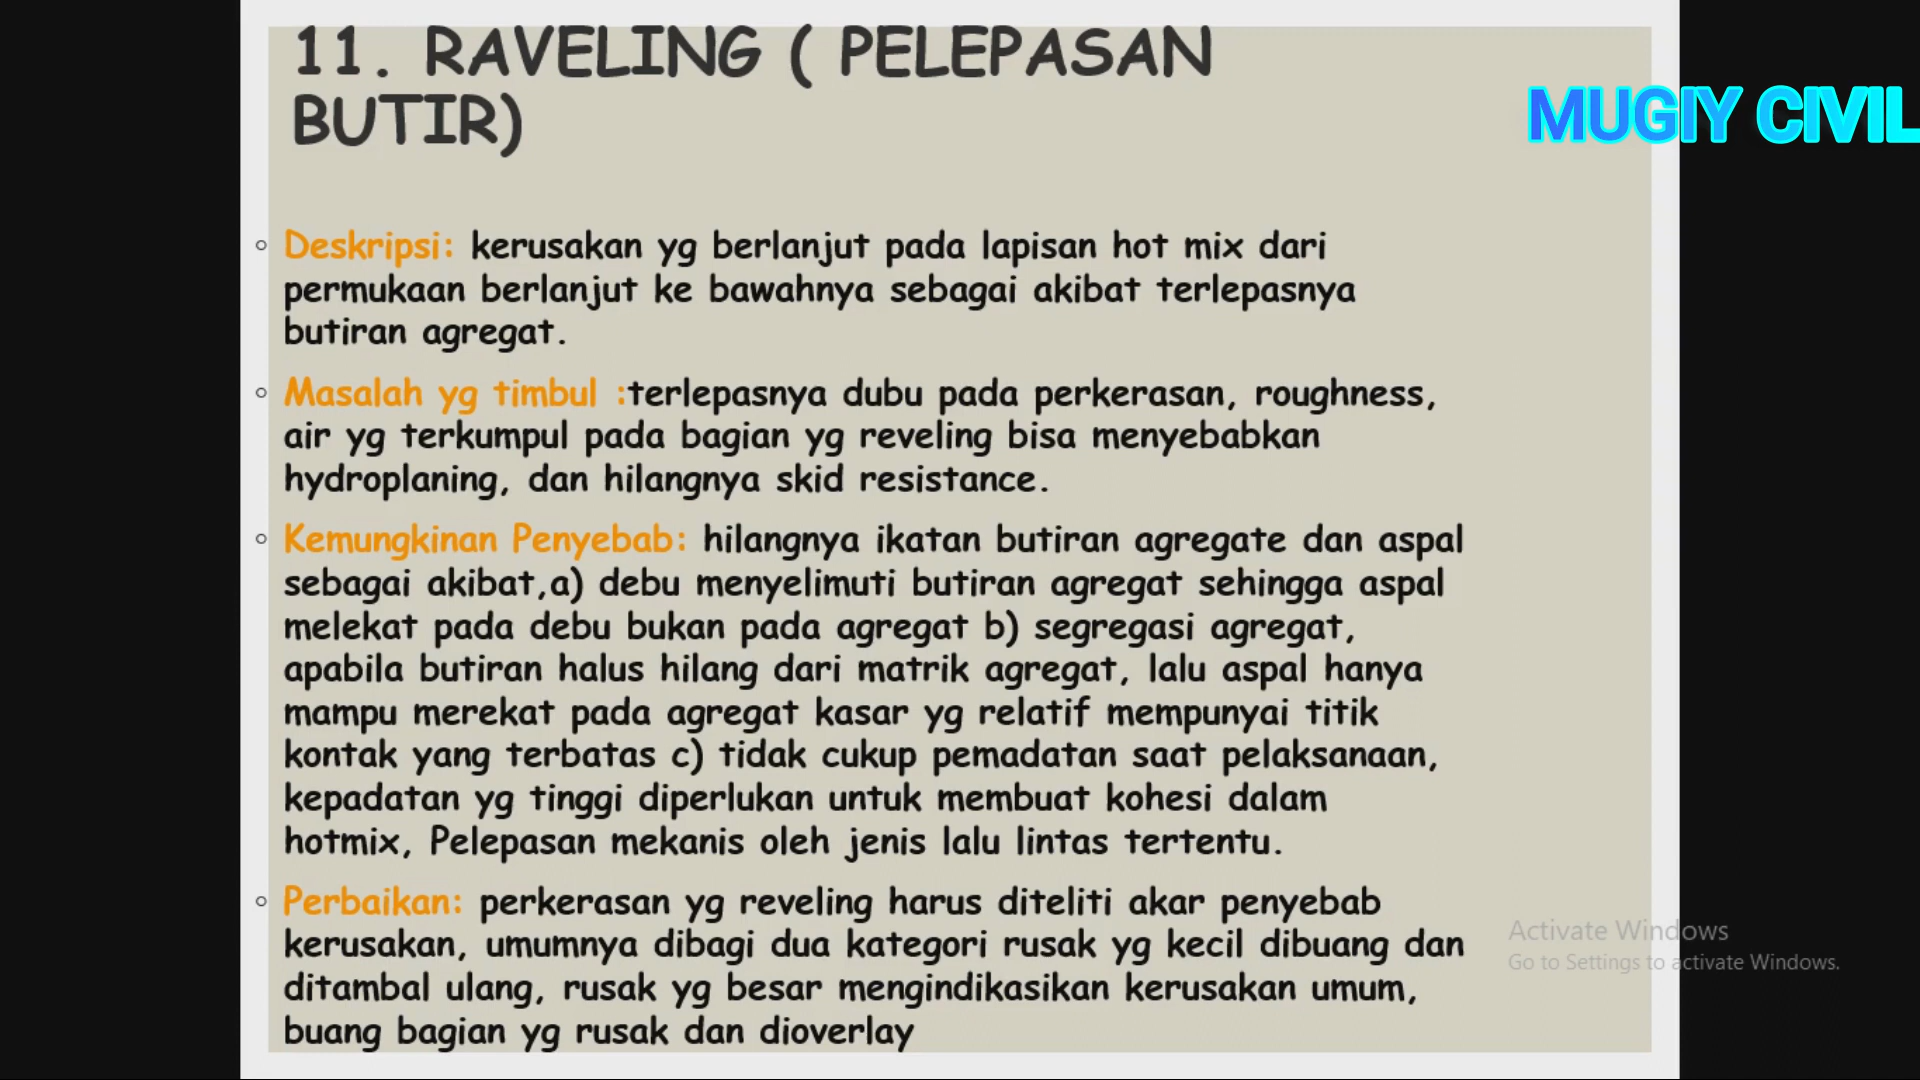 11. RAVELING ( PELEPASAN
BUTIR)
MUGIY CIVIL
Deskripsi: kerusakan yg berlanjut pada lapisan hot mix dari
permukaan berlanjut ke bawahnya sebagai akibat terlepasnya
butiran agregat.
Masalah yg timbul :terlepasnya dubu pada perkerasan, roughness,
air yg terkumpul pada bagian yg reveling bisa menyebabkan
hydroplaning, dan hilangnya skid resistance.
Kemungkinan Penyebab: hilangnya ikatan butiran agregate dan aspal
sebagai akibat,a) debu menyelimuti butiran agregat sehingga aspal
melekat pada debu bukan pada agregat b) segregasi agregat,
apabila butiran halus hilang dari matrik agregat, lalu aspal hanya
mampu merekat pada agregat kasar yg relatif mempunyai titik
kontak yang terbatas c) tidak cukup pemadatan saat pelaksanaan,
kepadatan yg tinggi diperlukan untuk membuat kohesi dalam
hotmix, Pelepasan mekanis oleh jenis lalu lintas tertentu.
Perbaikan: perkerasan yg reveling harus diteliti akar penyebab
kerusakan, umumnya dibagi dua kategori rusak yg kecil dibuang dan
ditambal ulang, rusak yg besar mengindikasikan kerusakan umum,
buang bagian yg rusak dan dioverlay
Activate Windows
Go to Settings to activate Windows.